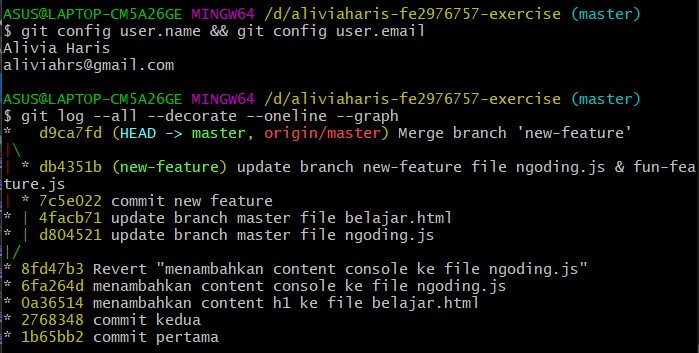 ASUS@LAPTOP-CM5A26GE MINGW64 /d/aliviaharis-fe2976757-exercise (master)
$ git config user.name && git config user.email
Alivia Haris
aliviahrs@gmail.com
ASUS@LAPTOP-CM5A26GE MINGW64 /d/aliviaharis-fe2976757-exercise (master)
$ git log --all --decorate --oneline --graph
*   d9ca7fd (HEAD -> master, origin/master) Merge branch 'new-feature'
|\
| * db4351b (new-feature) update branch new-feature file ngoding.js & fun-fea
ture.js
| * 7c5e022 commit new feature
* | 4facb71 update branch master file belajar.html
* | d804521 update branch master file ngoding.js
|/
* 8fd47b3 Revert "menambahkan content console ke file ngoding.js"
* 6fa264d menambahkan content console ke file ngoding.js
* 0a36514 menambahkan content h1 ke file belajar.html
* 2768348 commit kedua
* 1b65bb2 commit pertama